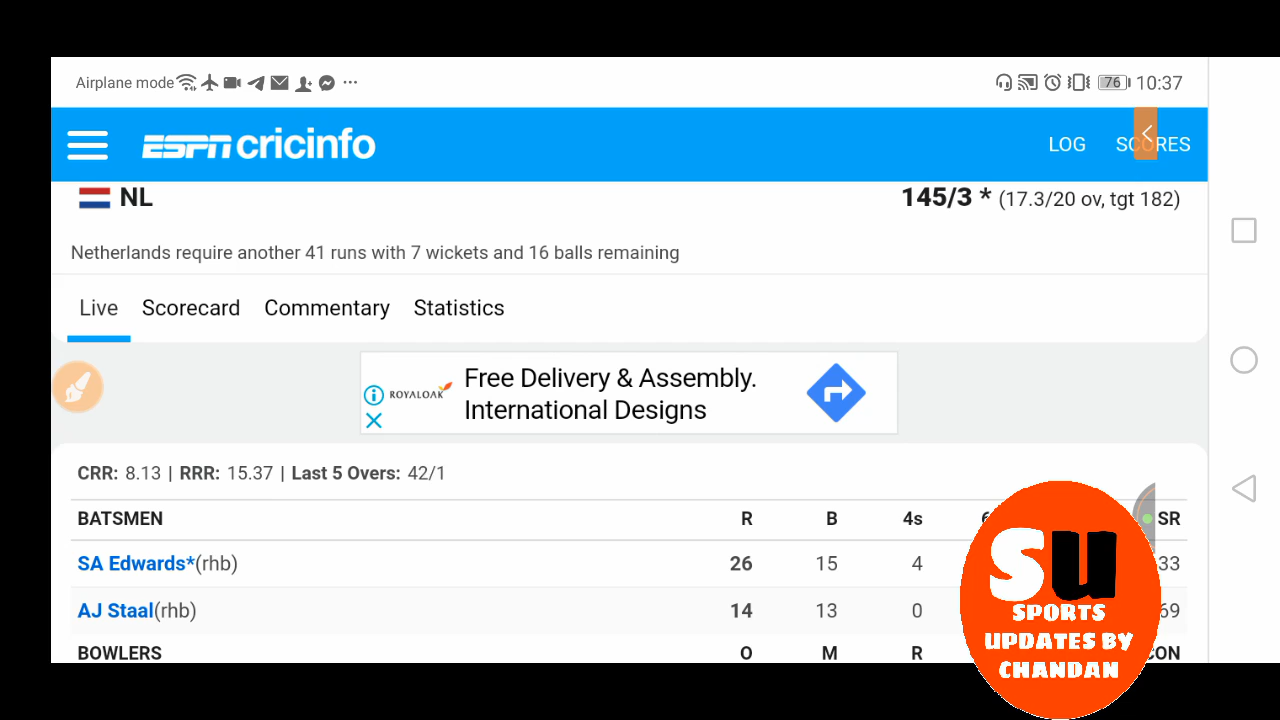 Airplane mode ... 76 10:37
ESPN cricinfo LOG SCORES
NL 145/3 * (17.3/20 ov, tgt 182)
Netherlands require another 41 runs with 7 wickets and 16 balls remaining
Live Scorecard Commentary Statistics
ROYALOAK Free Delivery & Assembly.
International Designs
CRR: 8.13 | RRR: 15.37 | Last 5 Overs: 42/1
BATSMEN R B 4s SR
SA Edwards*(rhb) 26 15 4 33
AJ Staal(rhb) 14 13 0 69
BOWLERS O M R CON
SU
SPORTS
UPDATES BY
CHANDAN